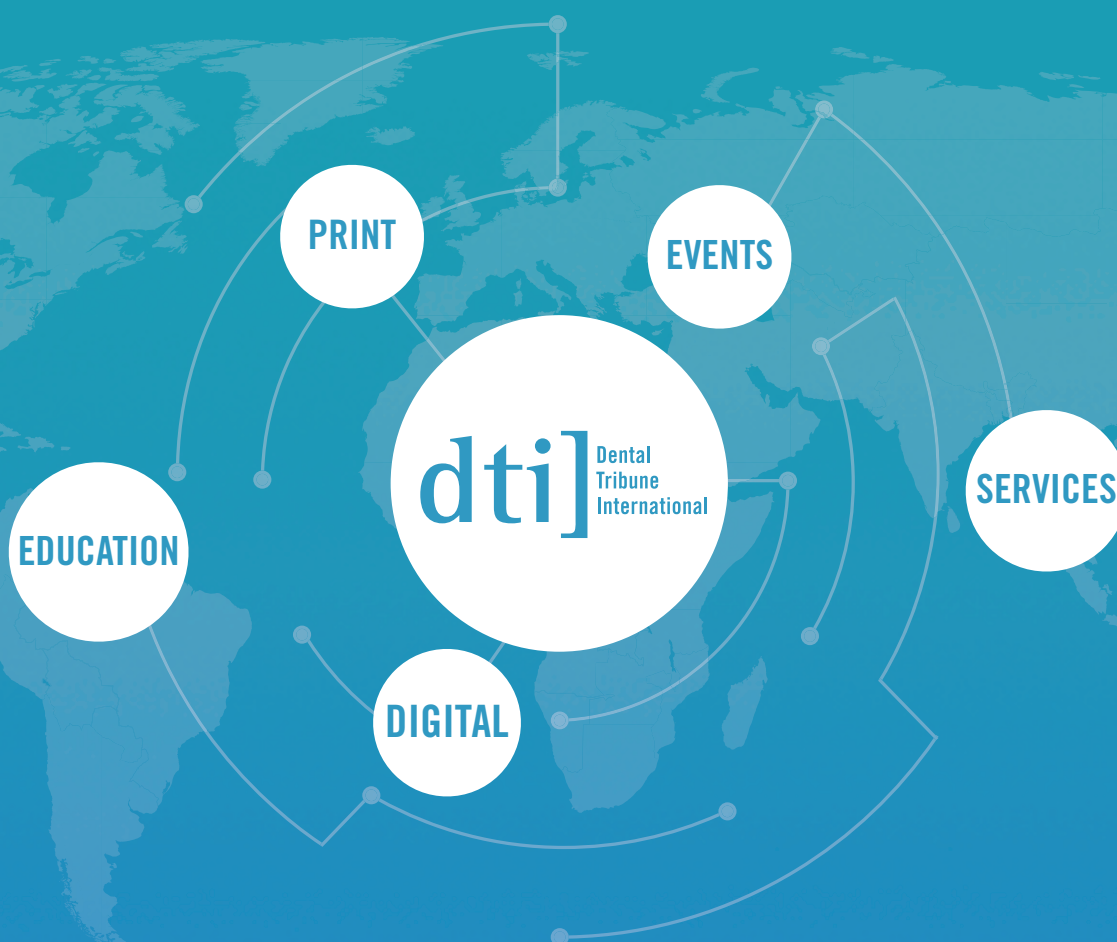 PRINT
EVENTS
dti]
Dental
Tribune
International
SERVICES
EDUCATION
DIGITAL